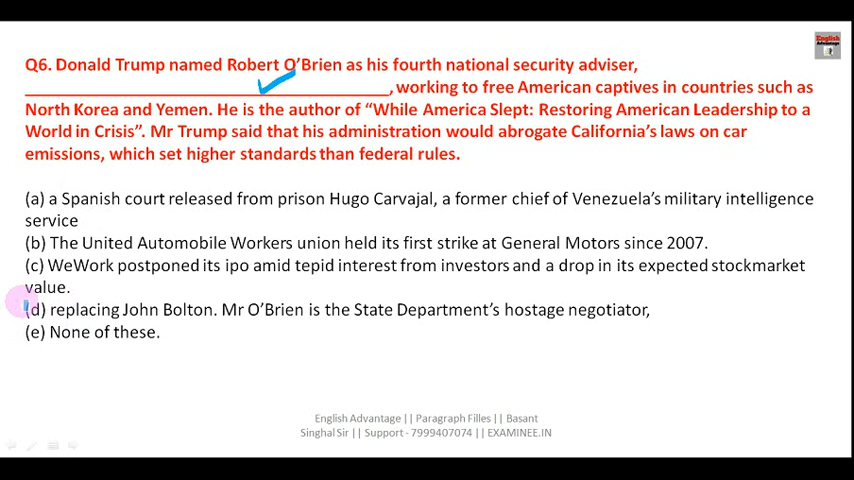 English
Advantage
Q6. Donald Trump named Robert O’Brien as his fourth national security adviser,
________________________________________, working to free American captives in countries such as
North Korea and Yemen. He is the author of “While America Slept: Restoring American Leadership to a
World in Crisis”. Mr Trump said that his administration would abrogate California’s laws on car
emissions, which set higher standards than federal rules.
(a) a Spanish court released from prison Hugo Carvajal, a former chief of Venezuela’s military intelligence
service
(b) The United Automobile Workers union held its first strike at General Motors since 2007.
(c) WeWork postponed its ipo amid tepid interest from investors and a drop in its expected stockmarket
value.
(d) replacing John Bolton. Mr O’Brien is the State Department’s hostage negotiator,
(e) None of these.
English Advantage || Paragraph Filles || Basant
Singhal Sir || Support - 7999407074 || EXAMINEE.IN